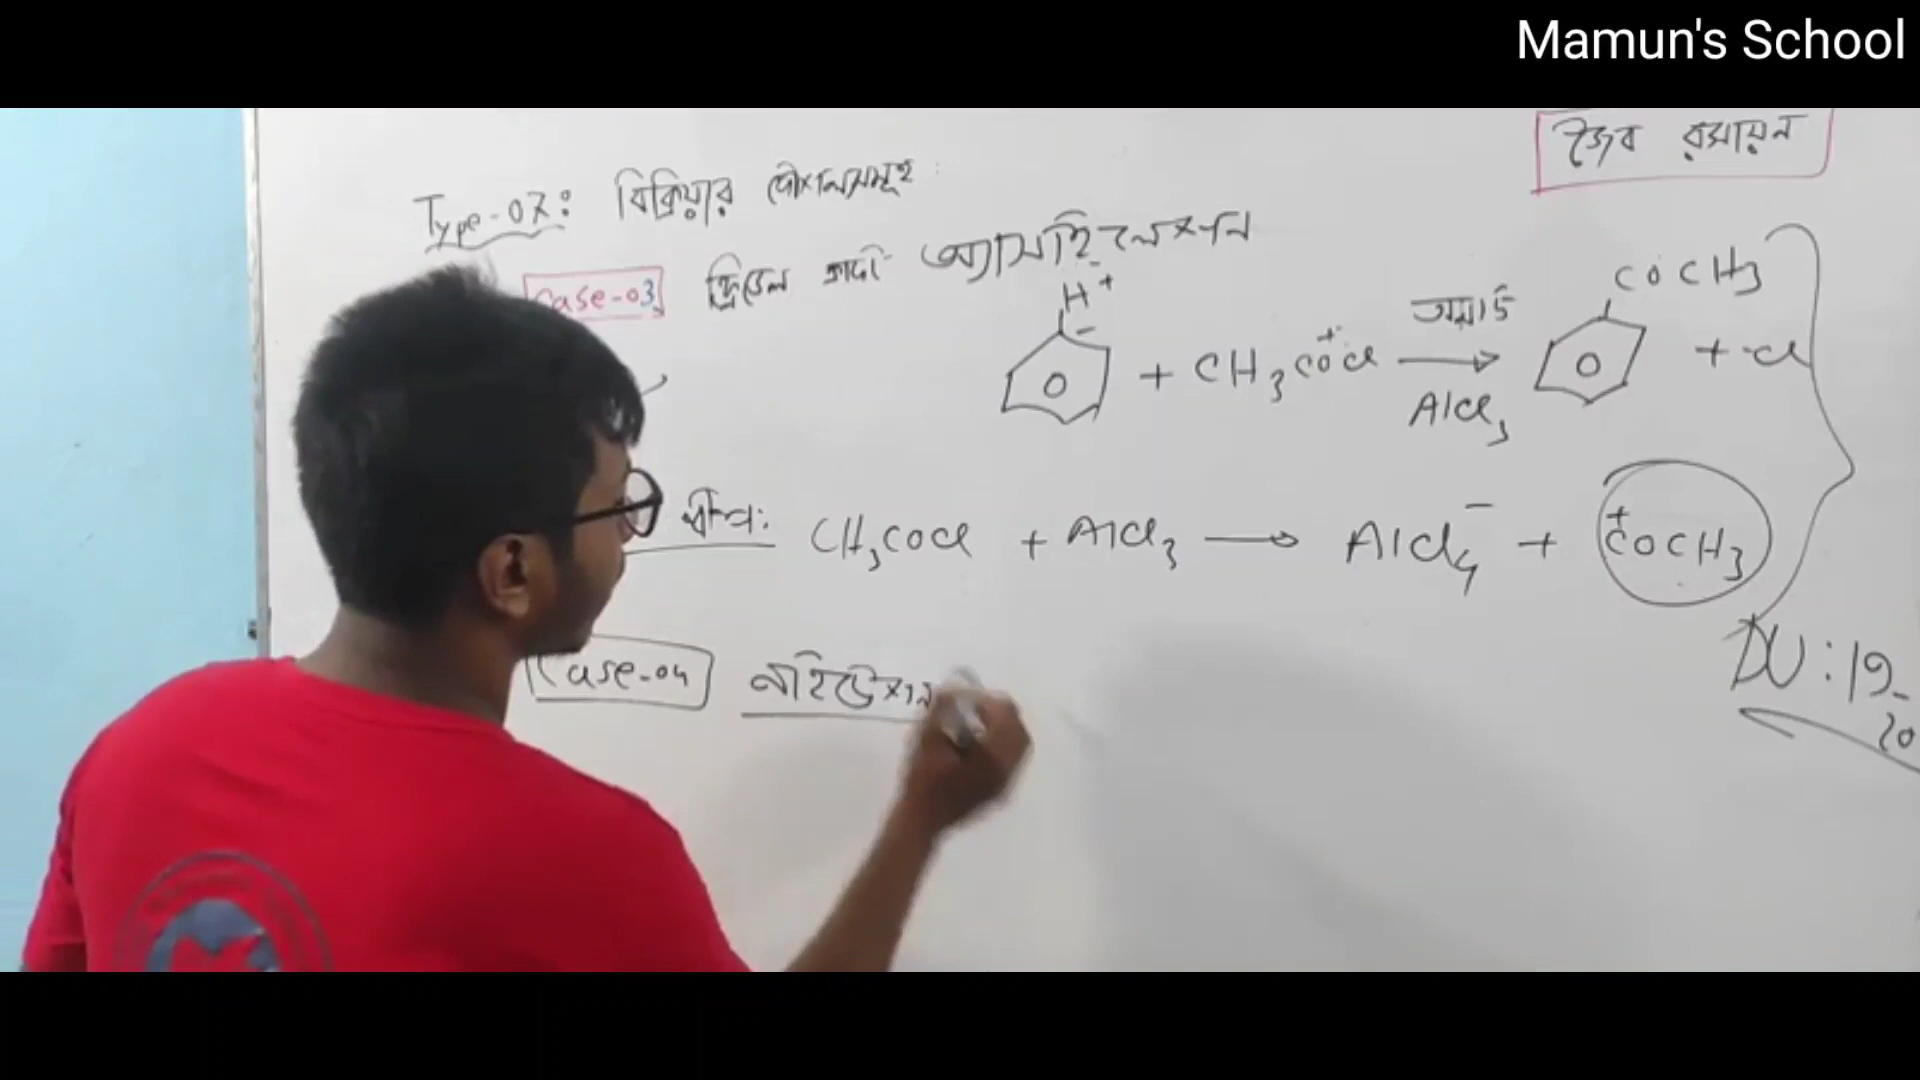 Mamun's School
জৈব রসায়ন
Type-07: বিক্রিয়ার কৌশলসমূহ:
Case-03 ফ্রিডেল ক্রাফট অ্যাসাইলেশন
H + CH3COCl → COCH3 + Cl
AlCl3
CH3COCl + AlCl3 → AlCl4- + +COCH3
Case-04 নাইট্রেশন
DU: 19-20